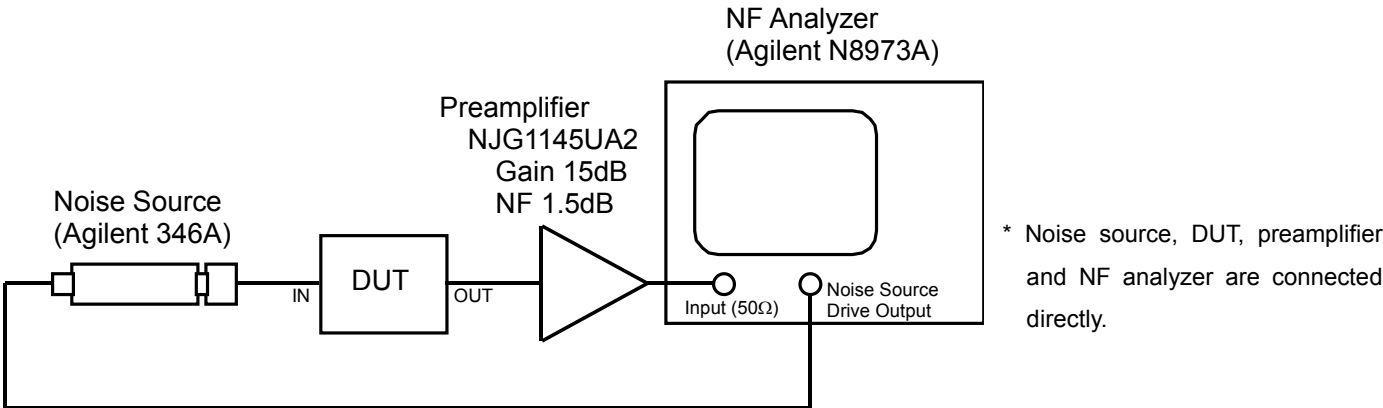 NF Analyzer
(Agilent N8973A)
Preamplifier
NJG1145UA2
Gain 15dB
NF 1.5dB
Noise Source
(Agilent 346A)
DUT
IN
OUT
Input (50Ω)
Noise Source
Drive Output
* Noise source, DUT, preamplifier
and NF analyzer are connected
directly.